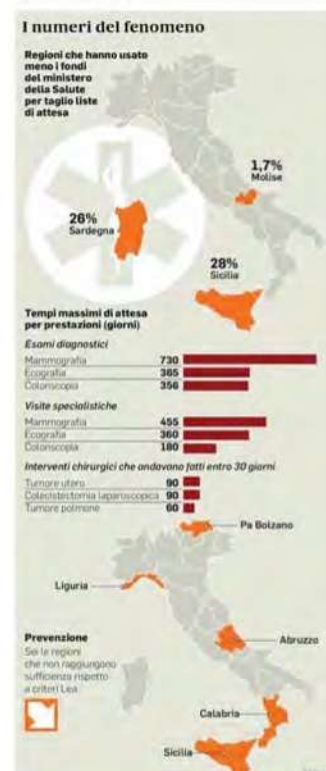 I numeri del fenomeno
Regioni che hanno usato
meno i fondi
del ministero
della Salute
per taglio liste
di attesa
1,7%
Molise
26%
Sardegna
28%
Sicilia
Tempi massimi di attesa
per prestazioni (giorni)
Esami diagnostici
Mammografia 730
Ecografia 365
Colonscopia 356
Visite specialistiche
Mammografia 455
Ecografia 360
Colonscopia 180
Interventi chirurgici che andavano fatti entro 30 giorni
Tumore utero 90
Colecistectomia laparoscopica 90
Tumore polmone 60
Pa Bolzano
Liguria
Abruzzo
Prevenzione
Sei le regioni
che non raggiungono
sufficienza rispetto
a criteri Lea
Calabria
Sicilia